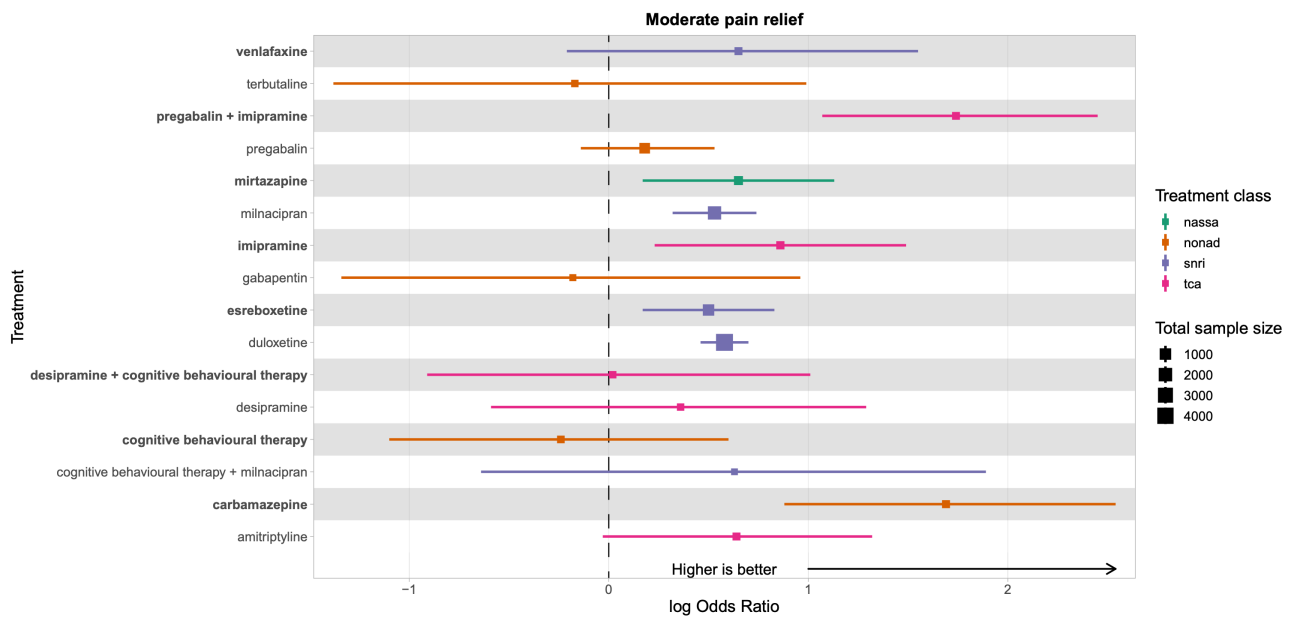 Moderate pain relief
venlafaxine
terbutaline
pregabalin + imipramine
pregabalin
mirtazapine
milnacipran
imipramine
gabapentin
esreboxetine
duloxetine
desipramine + cognitive behavioural therapy
desipramine
cognitive behavioural therapy
cognitive behavioural therapy + milnacipran
carbamazepine
amitriptyline
Treatment
Higher is better
−1 0 1 2
log Odds Ratio
Treatment class
nassa
nonad
snri
tca
Total sample size
1000
2000
3000
4000